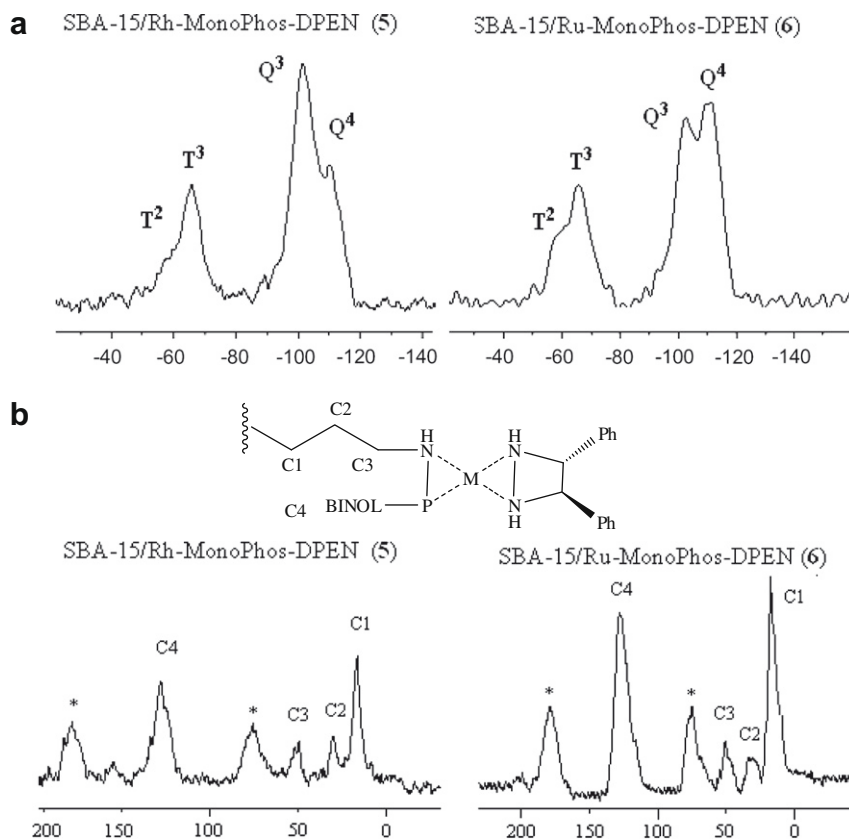 a
SBA-15/Rh-MonoPhos-DPEN (5)
SBA-15/Ru-MonoPhos-DPEN (6)
Q³
Q⁴
T³
T²
Q⁴
Q³
T³
T²
-40 -60 -80 -100 -120 -140
-40 -60 -80 -100 -120 -140
b
C2
H
N
H
N
Ph
C1
C3
M
C4
BINOL
P
N
H
Ph
SBA-15/Rh-MonoPhos-DPEN (5)
SBA-15/Ru-MonoPhos-DPEN (6)
C4
C1
*
*
C3
C2
C4
C1
*
*
C3
C2
200 150 100 50 0
200 150 100 50 0